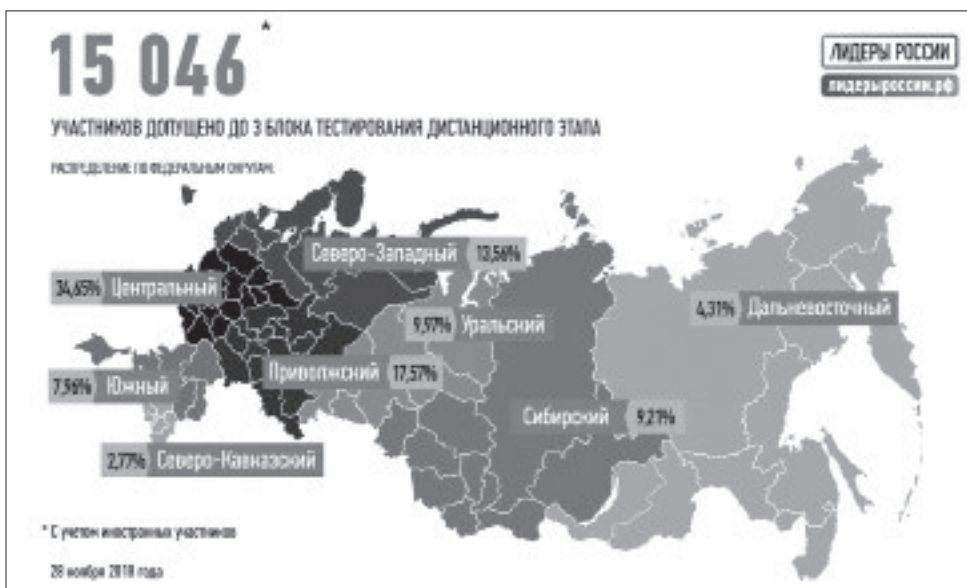 15 046*
ЛИДЕРЫ РОССИИ
лидерыроссии.рф
УЧАСТНИКОВ ДОПУЩЕНО ДО 3 БЛОКА ТЕСТИРОВАНИЯ ДИСТАНЦИОННОГО ЭТАПА
РАСПРЕДЕЛЕНИЕ ПО ФЕДЕРАЛЬНЫМ ОКРУГАМ:
Северо-Западный 13,56%
34,65% Центральный
4,31% Дальневосточный
9,97% Уральский
Приволжский 17,57%
7,96% Южный
Сибирский 9,21%
2,77% Северо-Кавказский
* С учетом иностранных участников
28 ноября 2018 года